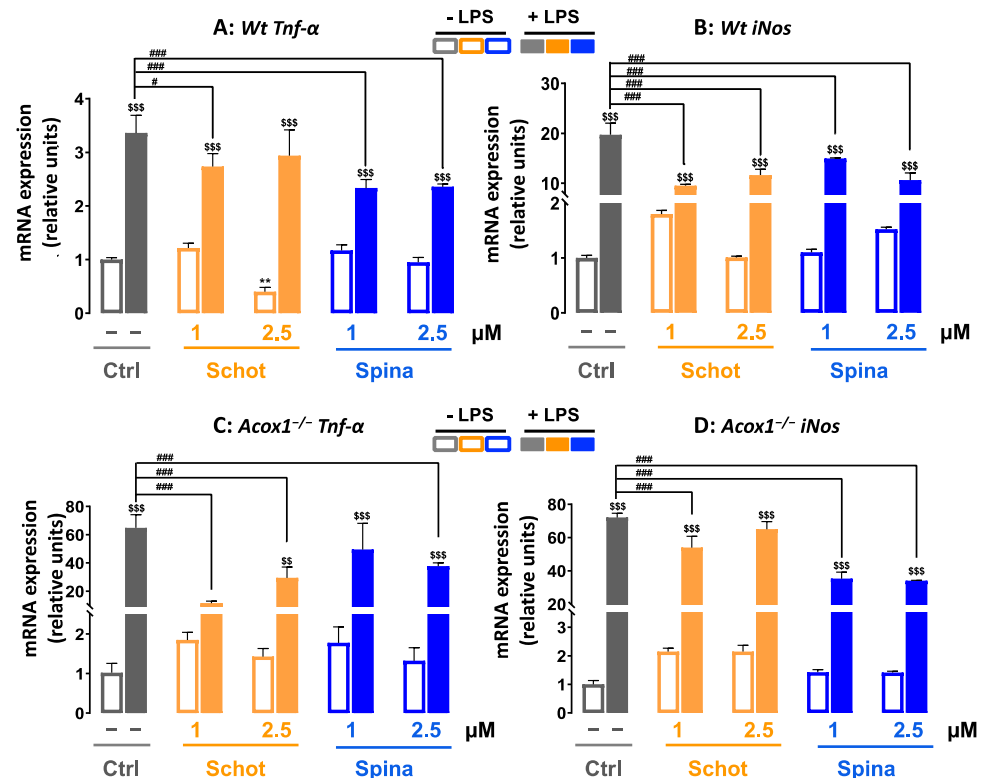 A: Wt Tnf-α
- LPS + LPS
B: Wt iNos
###
###
#
$$$
$$$
$$$
$$$
$$$
**
mRNA expression
(relative units)
4
3
2
1
0
– –
1
2.5
1
2.5
µM
Ctrl
Schot
Spina
###
###
###
###
$$$
$$$
$$$
$$$
$$$
mRNA expression
(relative units)
30
20
10
2
1
0
– –
1
2.5
1
2.5
Ctrl
Schot
Spina
C: Acox1–/– Tnf-α
- LPS + LPS
D: Acox1–/– iNos
###
###
###
$$$
$$
$$$
$$$
mRNA expression
(relative units)
80
60
40
20
2
1
0
– –
1
2.5
1
2.5
µM
Ctrl
Schot
Spina
###
###
###
$$$
$$$
$$$
$$$
$$$
mRNA expression
(relative units)
80
60
40
20
3
2
1
0
– –
1
2.5
1
2.5
Ctrl
Schot
Spina